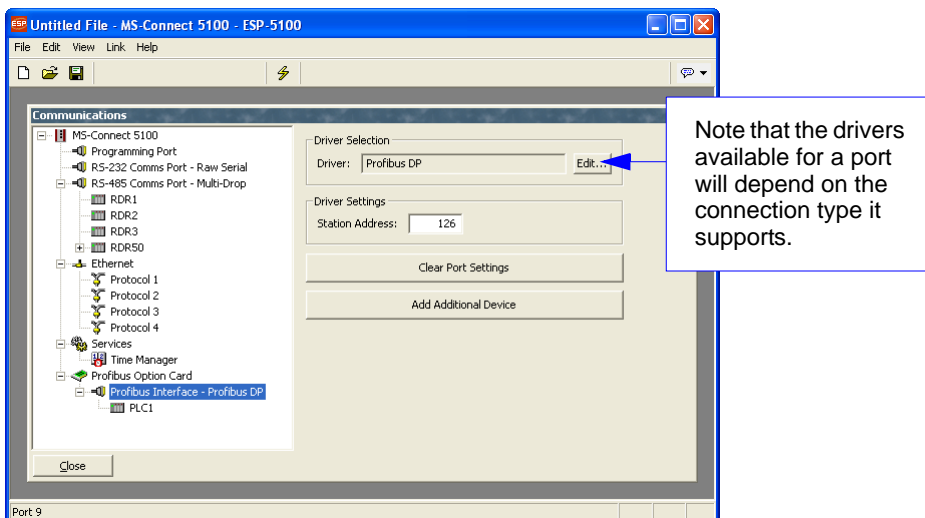 Untitled File - MS-Connect 5100 - ESP-5100
File Edit View Link Help
Communications
MS-Connect 5100
Programming Port
RS-232 Comms Port - Raw Serial
RS-485 Comms Port - Multi-Drop
RDR1
RDR2
RDR3
RDR50
Ethernet
Protocol 1
Protocol 2
Protocol 3
Protocol 4
Services
Time Manager
Profibus Option Card
Profibus Interface - Profibus DP
PLC1
Close
Driver Selection
Driver: Profibus DP Edit...
Driver Settings
Station Address: 126
Clear Port Settings
Add Additional Device
Note that the drivers
available for a port
will depend on the
connection type it
supports.
Port 9